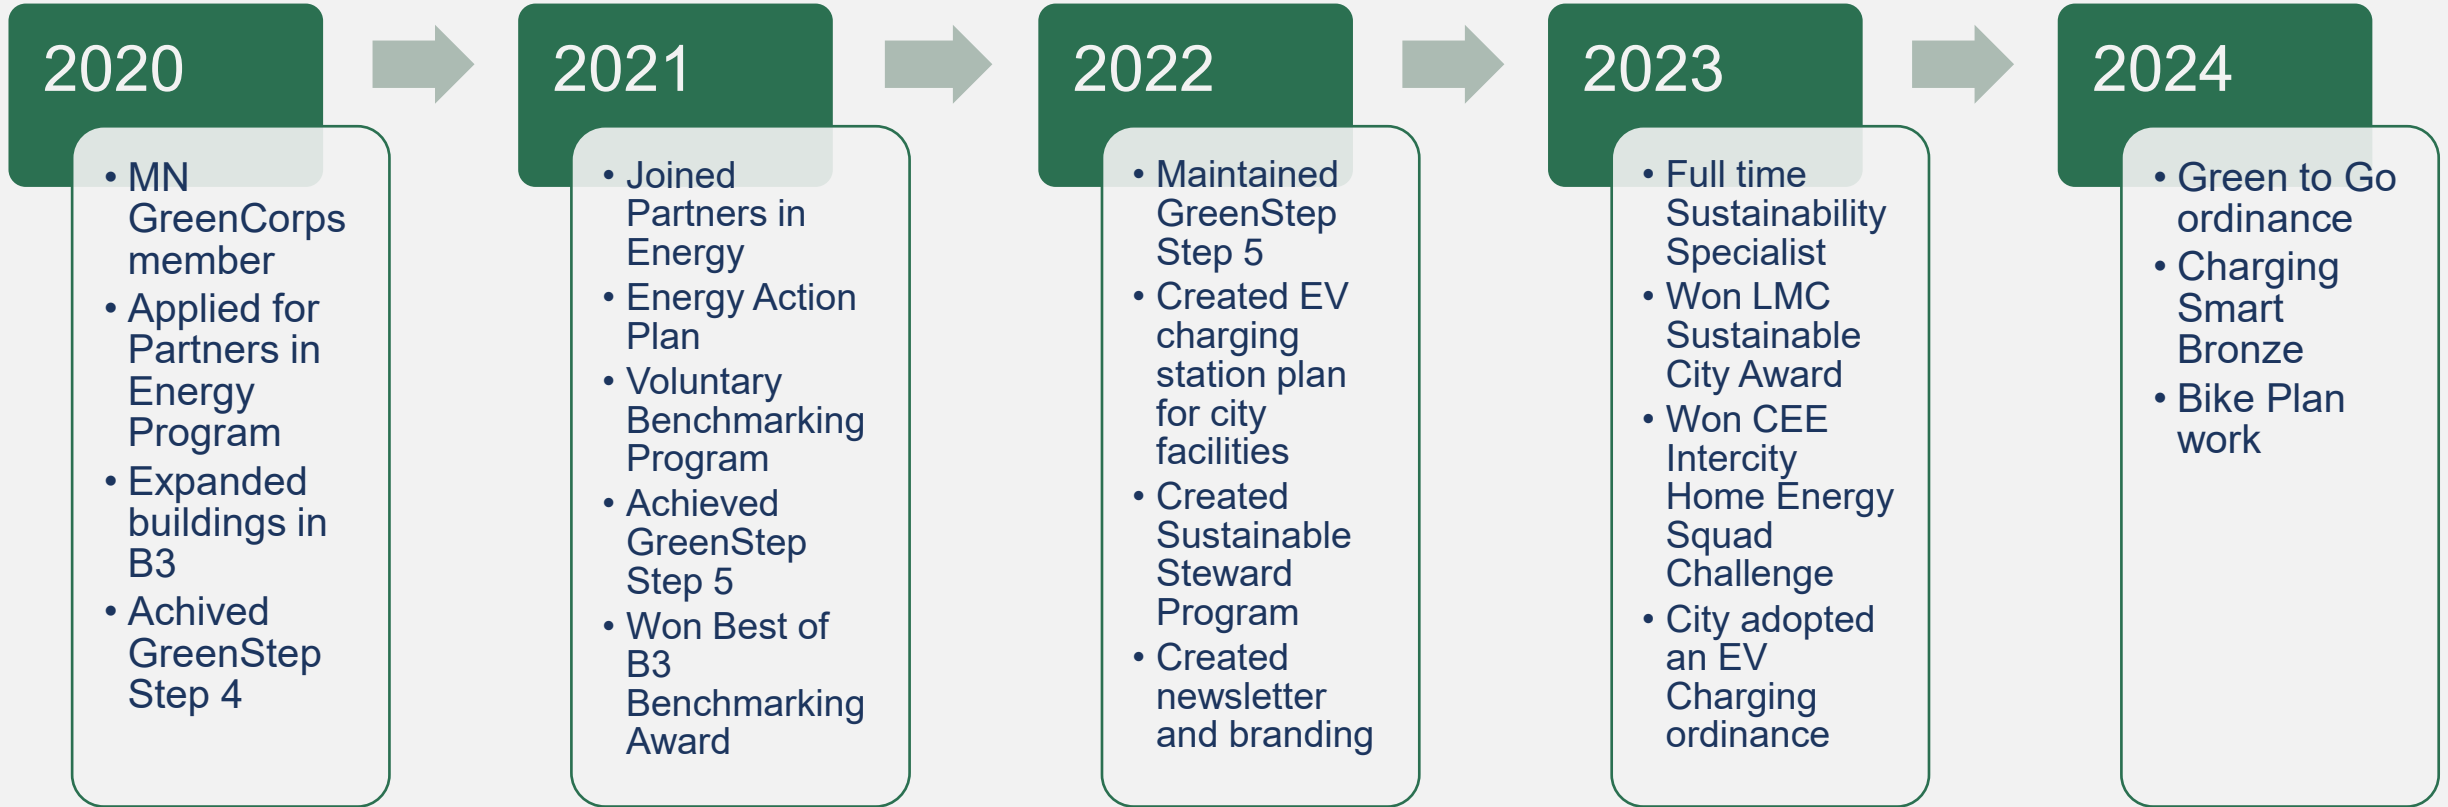 2020
• MN
GreenCorps
member
• Applied for
Partners in
Energy
Program
• Expanded
buildings in
B3
• Achived
GreenStep
Step 4
2021
• Joined
Partners in
Energy
• Energy Action
Plan
• Voluntary
Benchmarking
Program
• Achieved
GreenStep
Step 5
• Won Best of
B3
Benchmarking
Award
2022
• Maintained
GreenStep
Step 5
• Created EV
charging
station plan
for city
facilities
• Created
Sustainable
Steward
Program
• Created
newsletter
and branding
2023
• Full time
Sustainability
Specialist
• Won LMC
Sustainable
City Award
• Won CEE
Intercity
Home Energy
Squad
Challenge
• City adopted
an EV
Charging
ordinance
2024
• Green to Go
ordinance
• Charging
Smart
Bronze
• Bike Plan
work